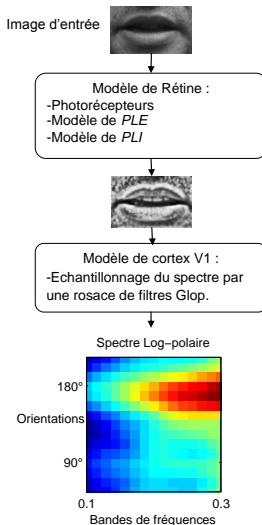 Image d'entrée
Modèle de Rétine :
-Photorécepteurs
-Modèle de PLE
-Modèle de PLI
Modèle de cortex V1 :
-Echantillonnage du spectre par
une rosace de filtres Glop.
Spectre Log–polaire
180°
Orientations
90°
0.1
0.3
Bandes de fréquences